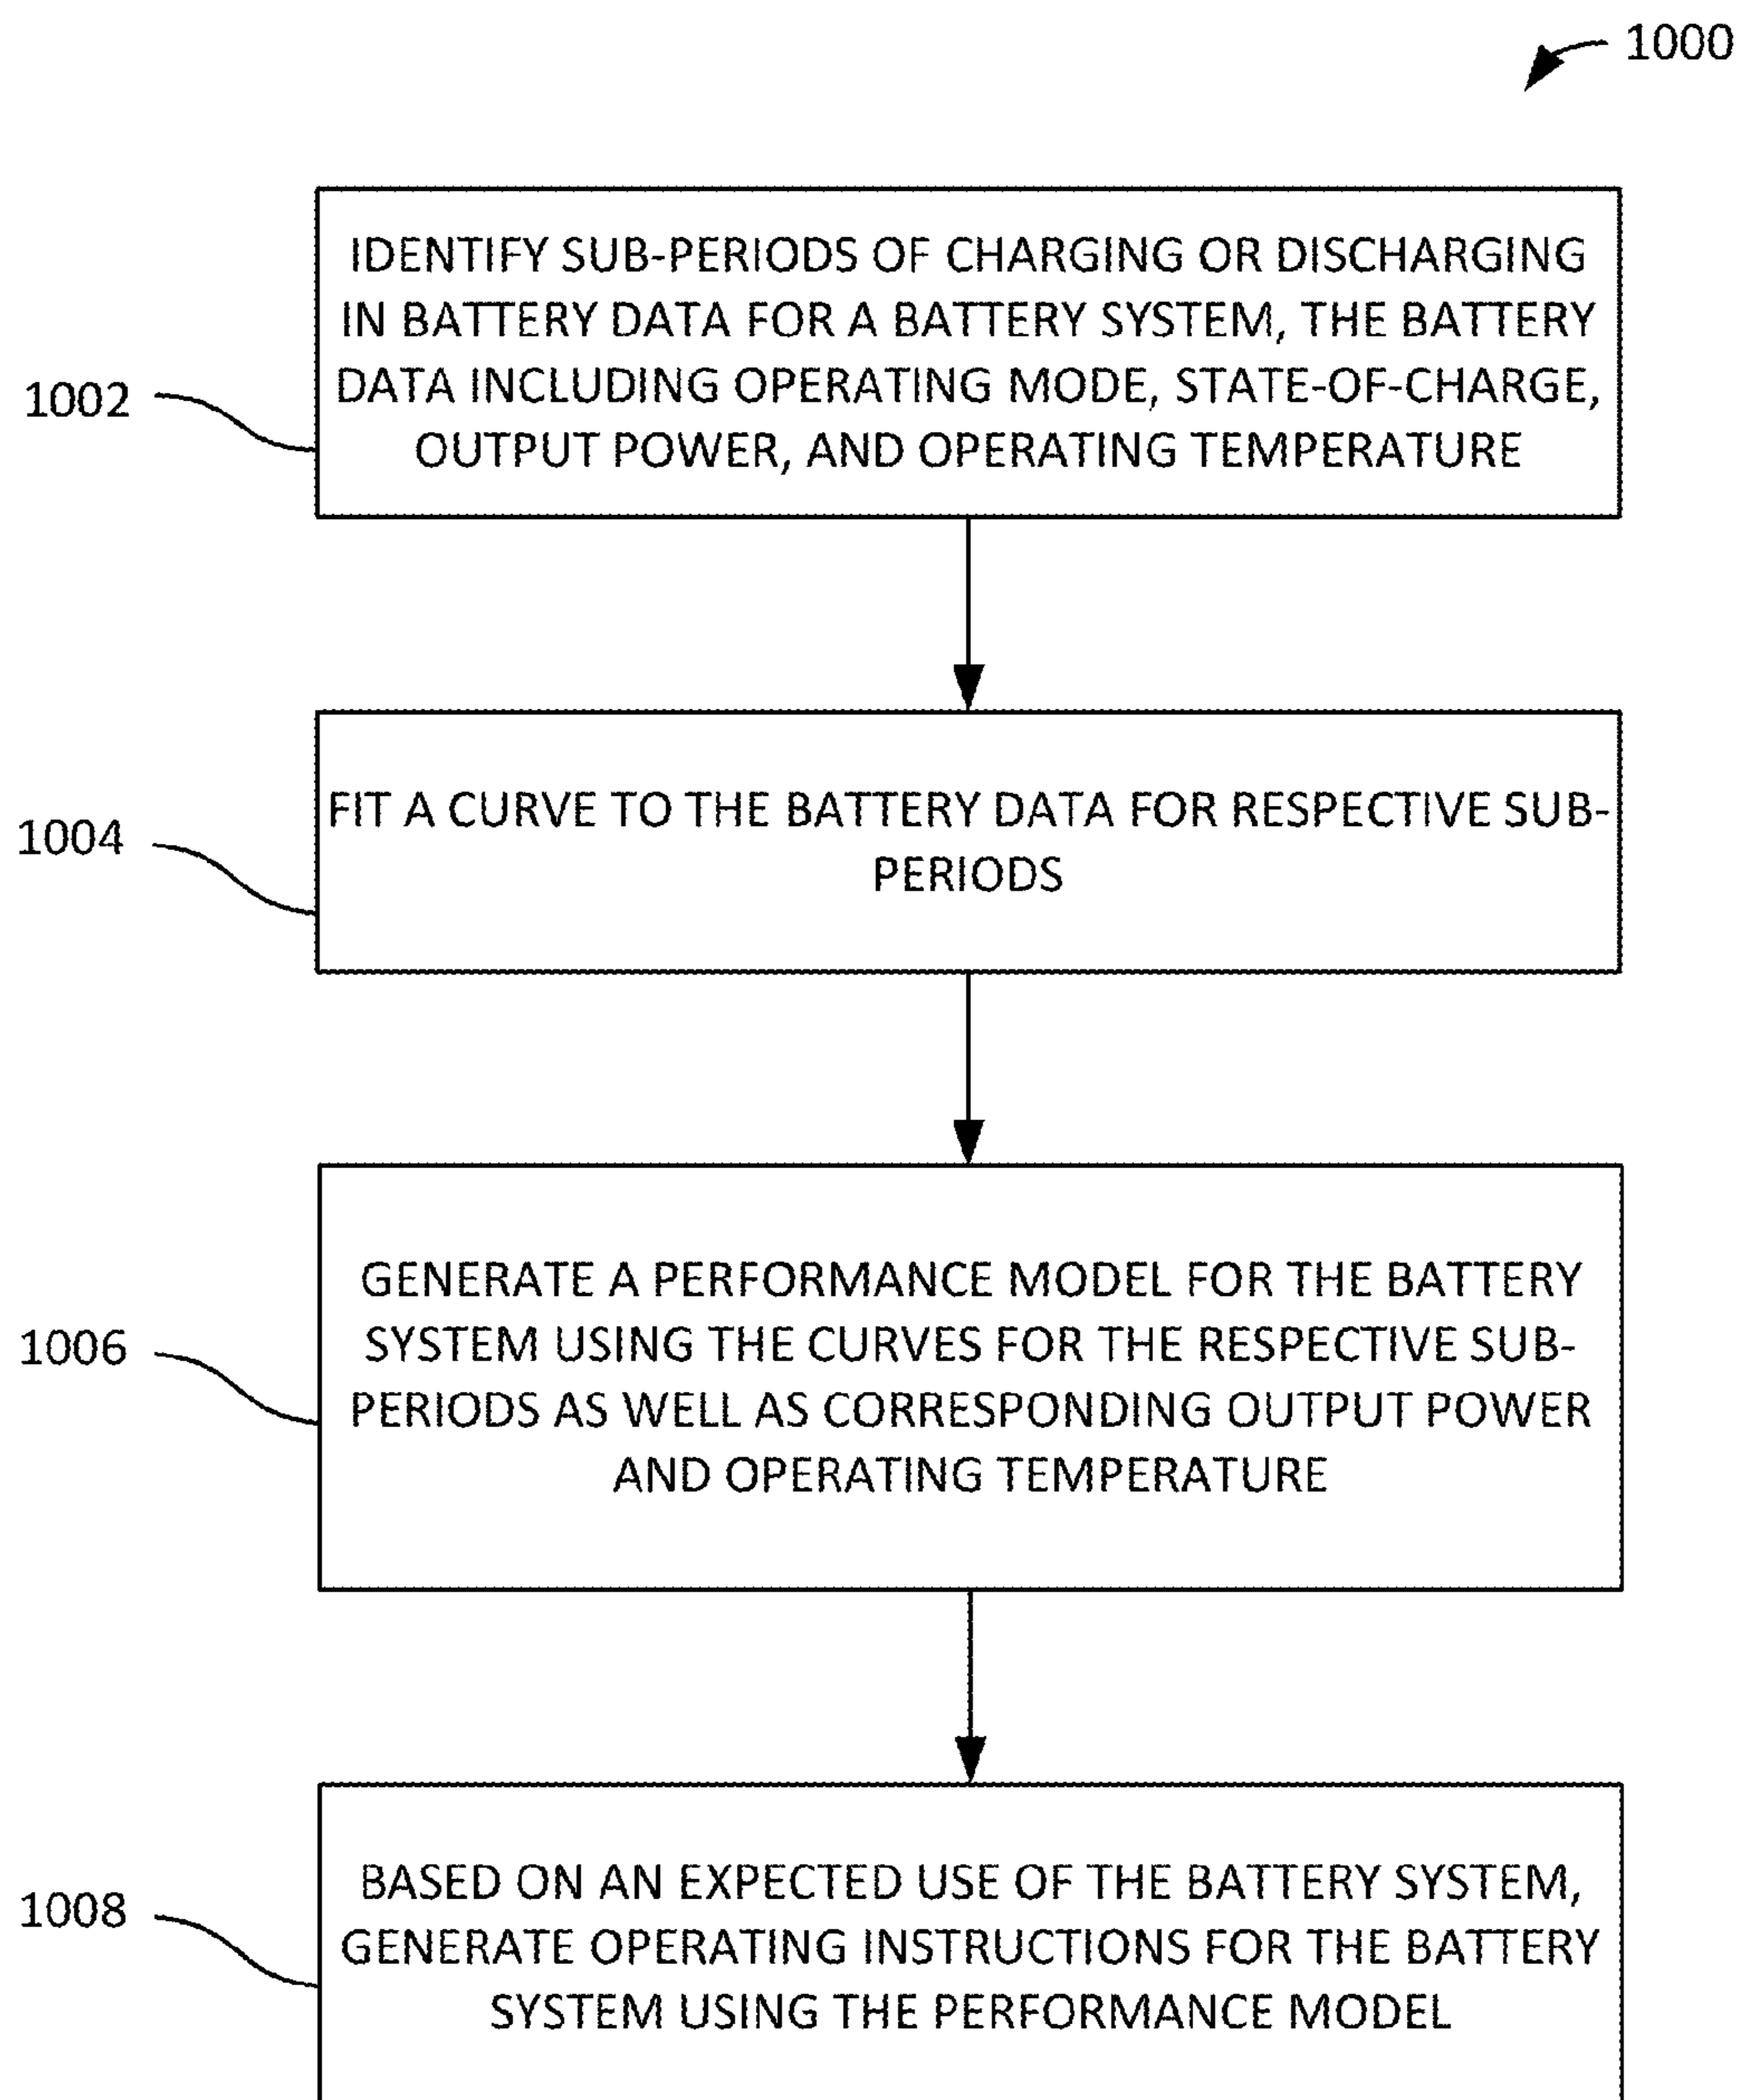 1000
IDENTIFY SUB-PERIODS OF CHARGING OR DISCHARGING
IN BATTERY DATA FOR A BATTERY SYSTEM, THE BATTERY
DATA INCLUDING OPERATING MODE, STATE-OF-CHARGE,
OUTPUT POWER, AND OPERATING TEMPERATURE
1002
FIT A CURVE TO THE BATTERY DATA FOR RESPECTIVE SUB-
PERIODS
1004
GENERATE A PERFORMANCE MODEL FOR THE BATTERY
SYSTEM USING THE CURVES FOR THE RESPECTIVE SUB-
PERIODS AS WELL AS CORRESPONDING OUTPUT POWER
AND OPERATING TEMPERATURE
1006
BASED ON AN EXPECTED USE OF THE BATTERY SYSTEM,
GENERATE OPERATING INSTRUCTIONS FOR THE BATTERY
SYSTEM USING THE PERFORMANCE MODEL
1008